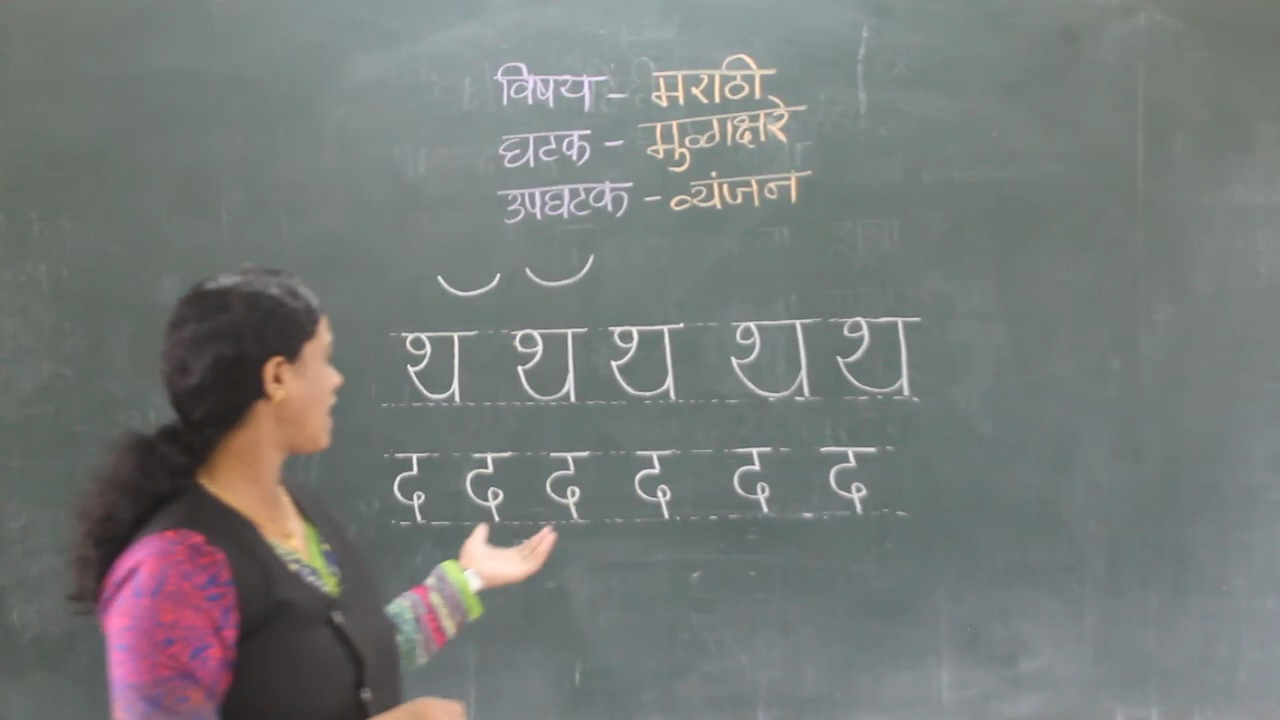 विषय - मराठी
घटक - मुळाक्षरे
उपघटक - व्यंजन
थ थ थ थ थ
द द द द द द